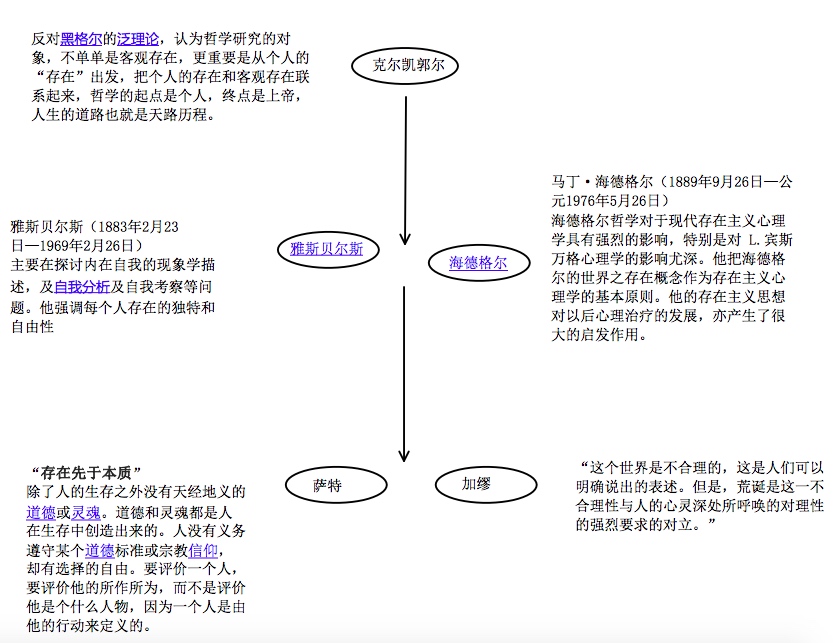 反对黑格尔的泛理论，认为哲学研究的对
象，不单单是客观存在，更重要是从个人的
“存在”出发，把个人的存在和客观存在联
系起来，哲学的起点是个人，终点是上帝，
人生的道路也就是天路历程。
克尔凯郭尔
马丁·海德格尔（1889年9月26日—公
元1976年5月26日）
海德格尔哲学对于现代存在主义心理
学具有强烈的影响，特别是对 L.宾斯
万格心理学的影响尤深。他把海德格
尔的世界之存在概念作为存在主义心
理学的基本原则。他的存在主义思想
对以后心理治疗的发展，亦产生了很
大的启发作用。
雅斯贝尔斯（1883年2月23
日—1969年2月26日）
主要在探讨内在自我的现象学描
述，及自我分析及自我考察等问
题。他强调每个人存在的独特和
自由性
雅斯贝尔斯
海德格尔
“存在先于本质”
除了人的生存之外没有天经地义的
道德或灵魂。道德和灵魂都是人
在生存中创造出来的。人没有义务
遵守某个道德标准或宗教信仰，
却有选择的自由。要评价一个人，
要评价他的所作所为，而不是评价
他是个什么人物，因为一个人是由
他的行动来定义的。
萨特
加缪
“这个世界是不合理的，这是人们可以
明确说出的表述。但是，荒诞是这一不
合理性与人的心灵深处所呼唤的对理性
的强烈要求的对立。”